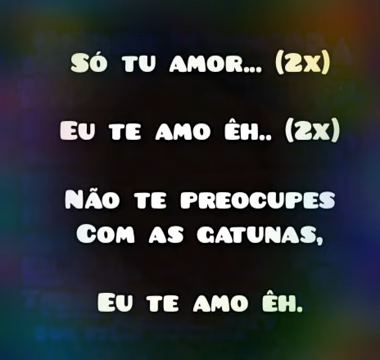 Só tu amor... (2x)
Eu te amo êh.. (2x)
Não te preocupes
Com as gatunas,
Eu te amo êh.